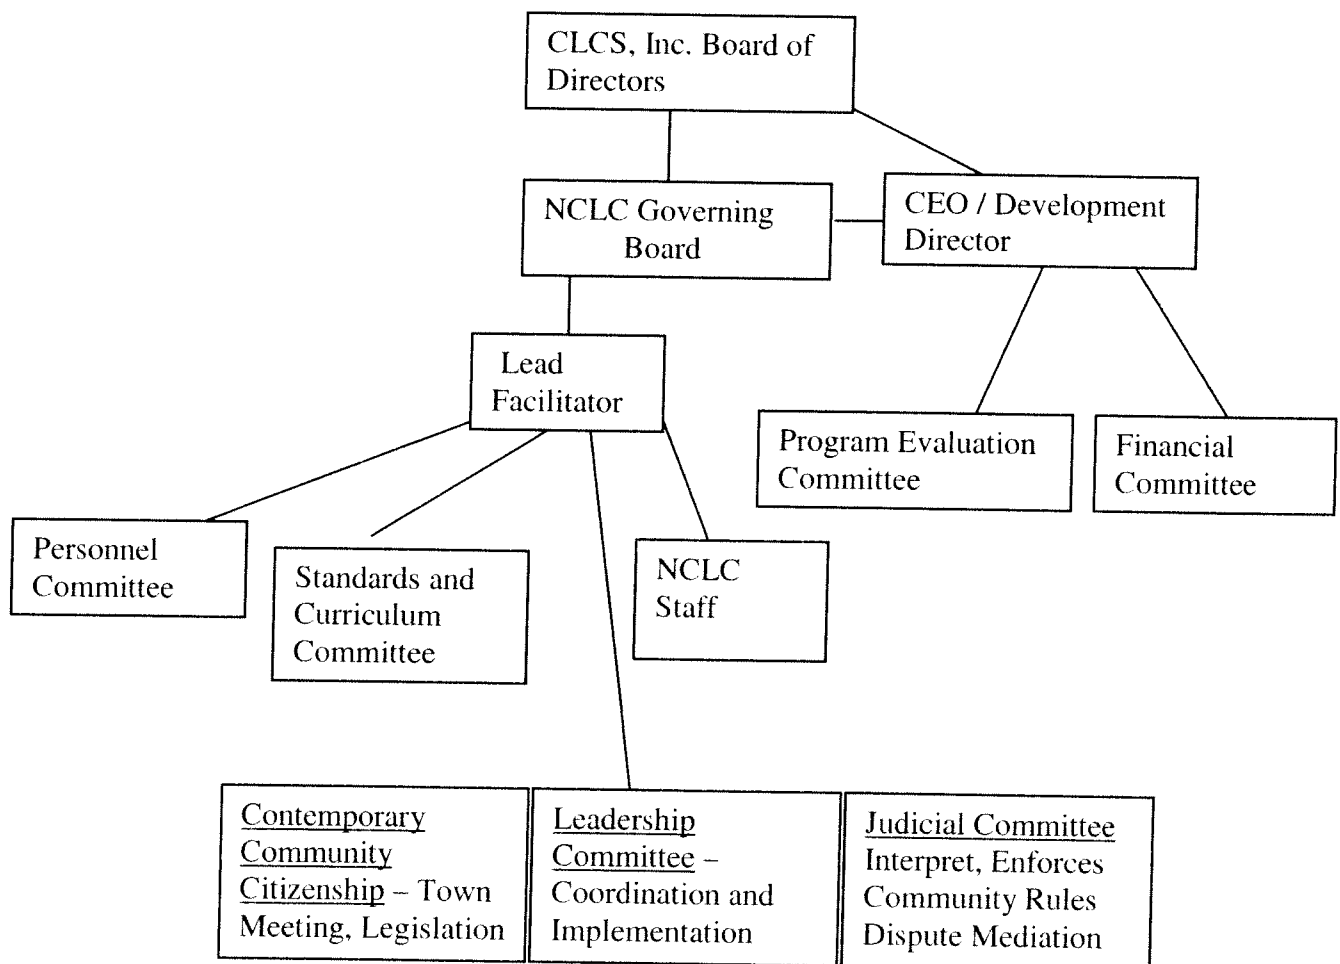 CLCS, Inc. Board of
Directors
NCLC Governing
Board
CEO / Development
Director
Lead
Facilitator
Program Evaluation
Committee
Financial
Committee
Personnel
Committee
Standards and
Curriculum
Committee
NCLC
Staff
Contemporary
Community
Citizenship – Town
Meeting, Legislation
Leadership
Committee –
Coordination and
Implementation
Judicial Committee
Interpret, Enforces
Community Rules
Dispute Mediation